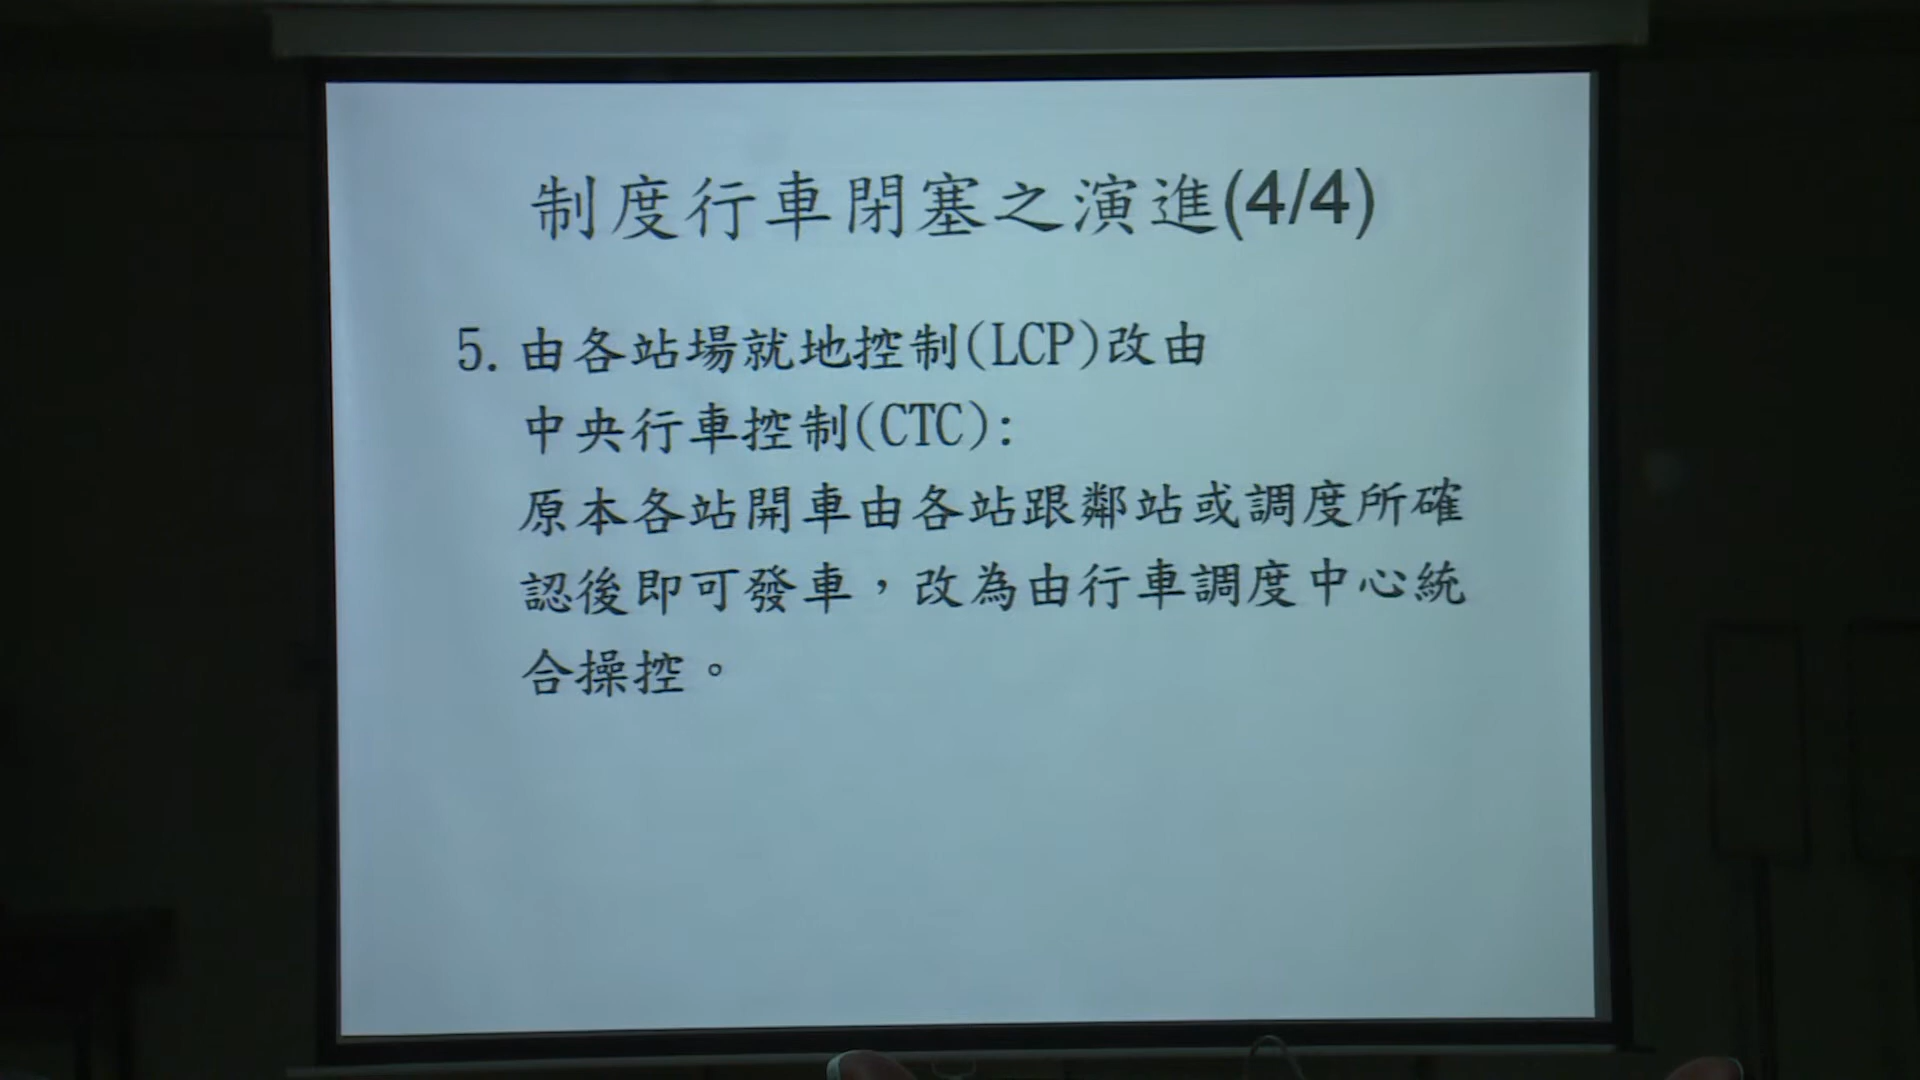 制度行車閉塞之演進(4/4)
5. 由各站場就地控制(LCP)改由
中央行車控制(CTC):
原本各站開車由各站跟鄰站或調度所確
認後即可發車，改為由行車調度中心統
合操控。